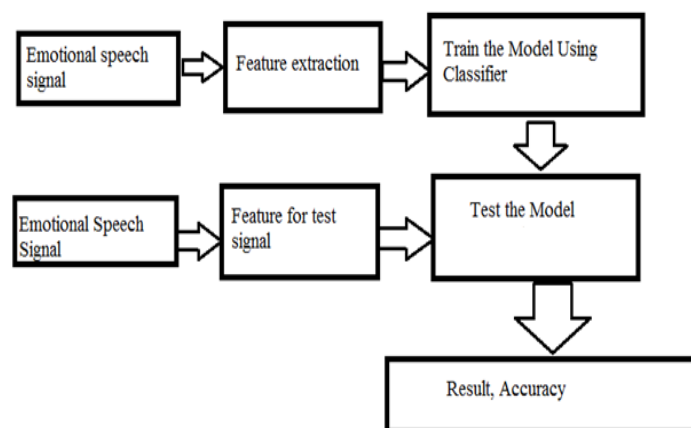 Emotional speech
signal
Feature extraction
Train the Model Using
Classifier
Emotional Speech
Signal
Feature for test
signal
Test the Model
Result, Accuracy